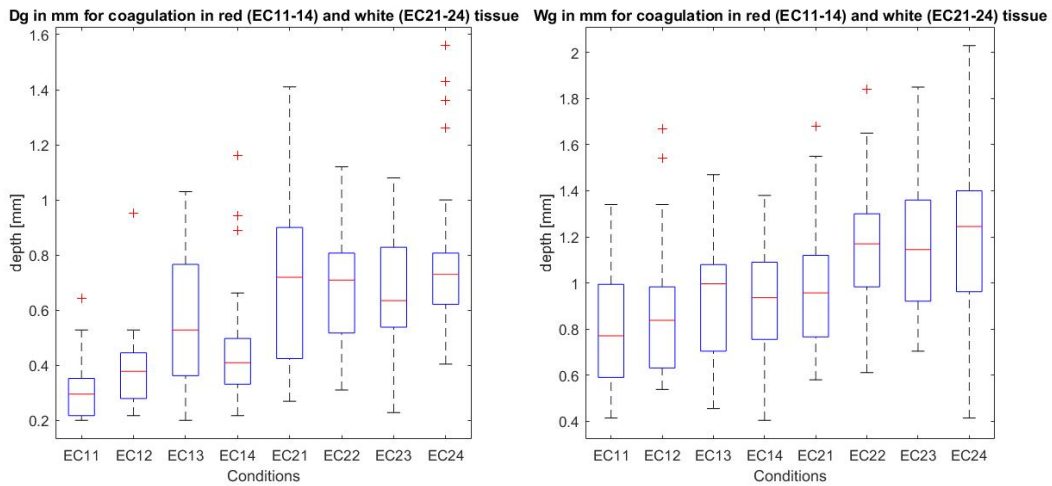 Dg in mm for coagulation in red (EC11-14) and white (EC21-24) tissue
1.6
1.4
1.2
1
0.8
0.6
0.4
0.2
depth [mm]
EC11 EC12 EC13 EC14 EC21 EC22 EC23 EC24
Conditions
Wg in mm for coagulation in red (EC11-14) and white (EC21-24) tissue
2
1.8
1.6
1.4
1.2
1
0.8
0.6
0.4
depth [mm]
EC11 EC12 EC13 EC14 EC21 EC22 EC23 EC24
Conditions